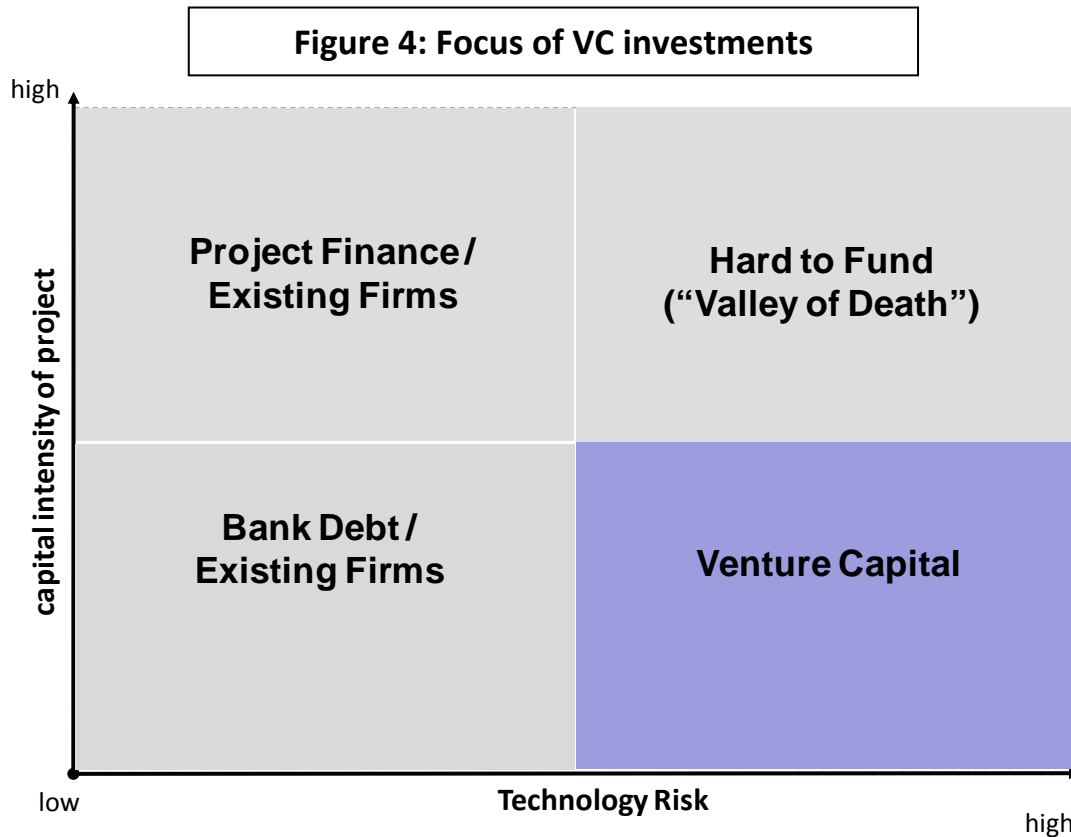 Figure 4: Focus of VC investments
high
capital intensity of project
Project Finance /
Existing Firms
Hard to Fund
(“Valley of Death”)
Bank Debt /
Existing Firms
Venture Capital
low
Technology Risk
high